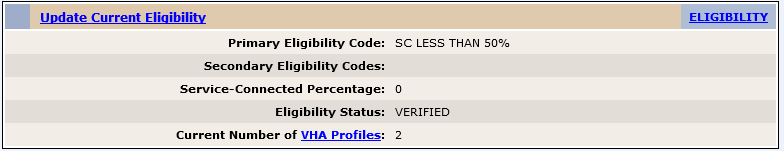 Update Current Eligibility ELIGIBILITY
Primary Eligibility Code: SC LESS THAN 50%
Secondary Eligibility Codes:
Service-Connected Percentage: 0
Eligibility Status: VERIFIED
Current Number of VHA Profiles: 2